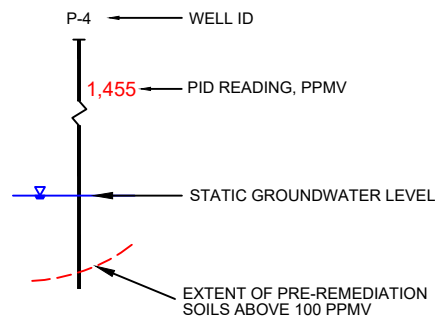 P-4 WELL ID
1,455 PID READING, PPMV
STATIC GROUNDWATER LEVEL
EXTENT OF PRE-REMEDIATION
SOILS ABOVE 100 PPMV